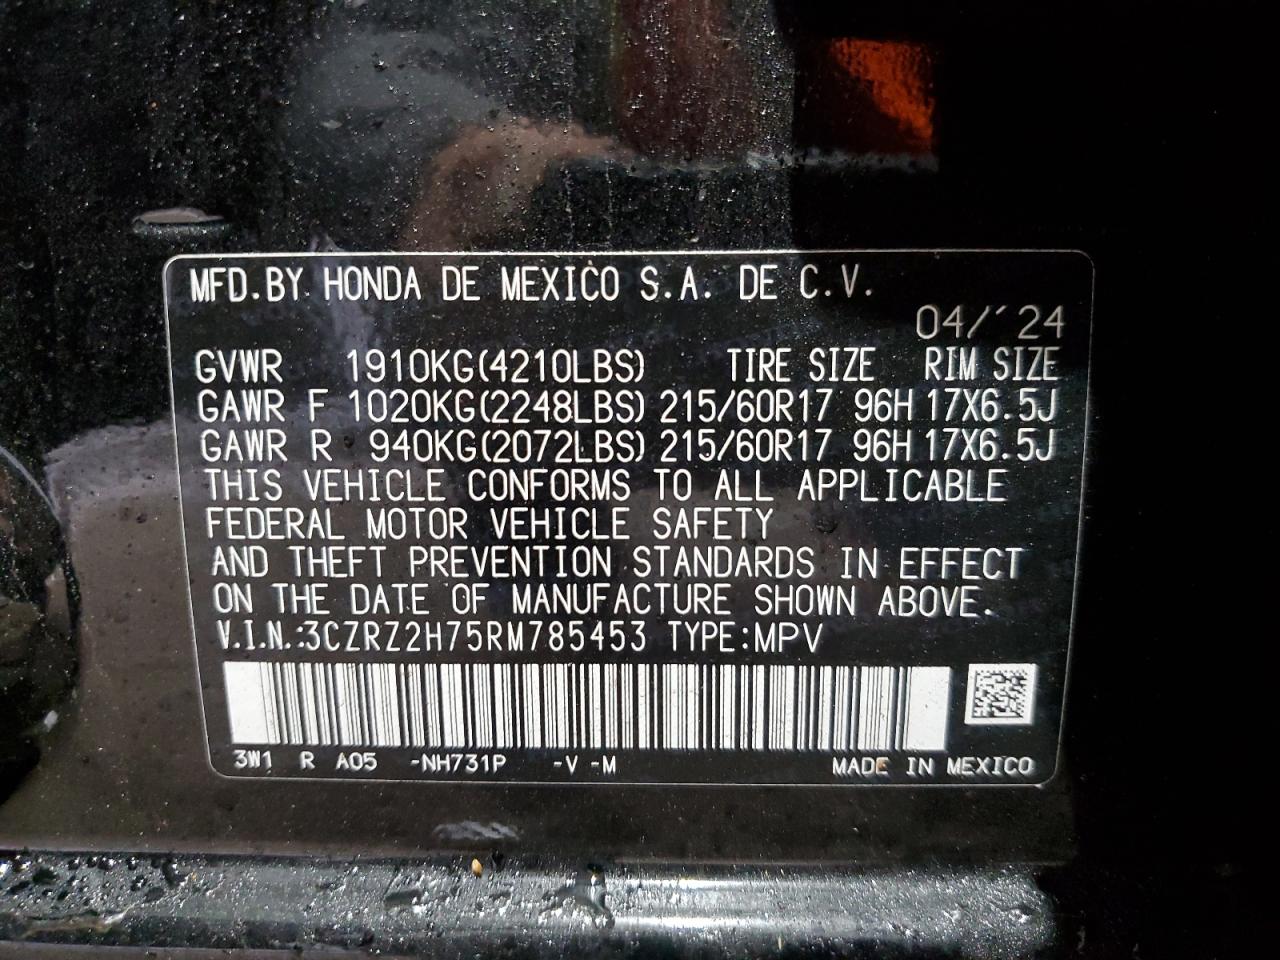 MFD.BY HONDA DE MEXICO S.A. DE C.V.
04/´24
GVWR 1910KG(4210LBS) TIRE SIZE RIM SIZE
GAWR F 1020KG(2248LBS) 215/60R17 96H 17X6.5J
GAWR R 940KG(2072LBS) 215/60R17 96H 17X6.5J
THIS VEHICLE CONFORMS TO ALL APPLICABLE
FEDERAL MOTOR VEHICLE SAFETY
AND THEFT PREVENTION STANDARDS IN EFFECT
ON THE DATE OF MANUFACTURE SHOWN ABOVE.
V.I.N.:3CZRZ2H75RM785453 TYPE:MPV
3W1 R A05 -NH731P -V -M MADE IN MEXICO